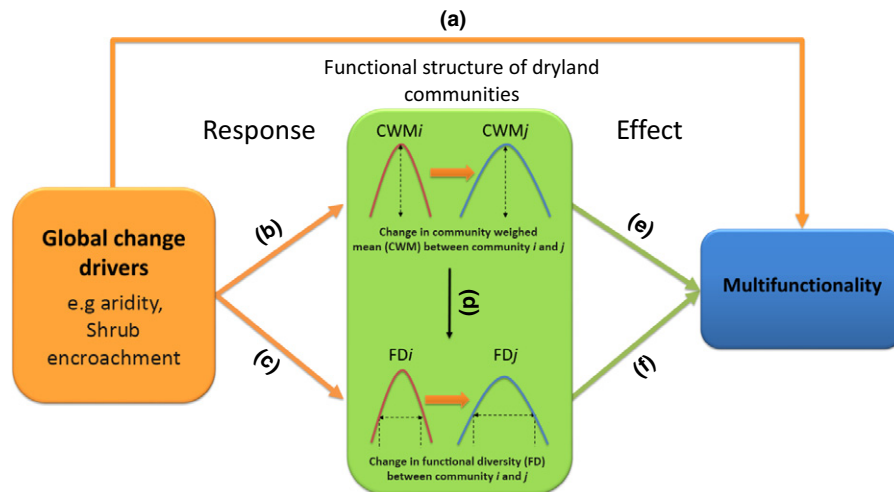 (a)
Functional structure of dryland
communities
Response
Effect
CWMi
CWMj
Change in community weighed
mean (CWM) between community i and j
(b)
(e)
Global change
drivers
e.g aridity,
Shrub
encroachment
Multifunctionality
(d)
(c)
(f)
FDi
FDj
Change in functional diversity (FD)
between community i and j